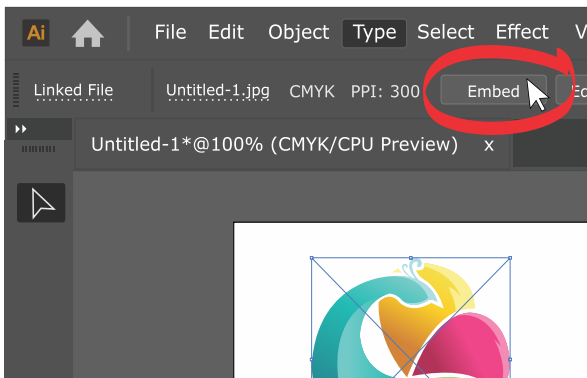 Ai File Edit Object Type Select Effect V
Linked File Untitled-1.jpg CMYK PPI: 300 Embed Ed
Untitled-1*@100% (CMYK/CPU Preview) x